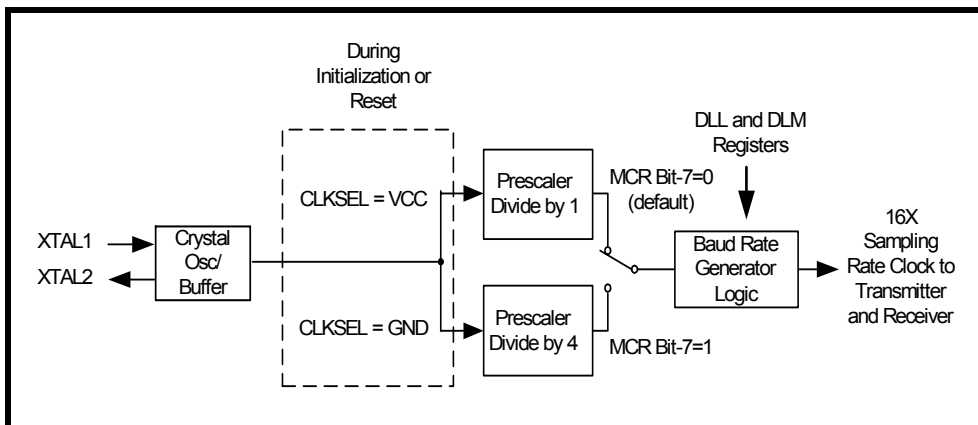 During
Initialization or
Reset
DLL and DLM
Registers
CLKSEL = VCC
Prescaler
Divide by 1
MCR Bit-7=0
(default)
XTAL1
XTAL2
Crystal
Osc/
Buffer
Baud Rate
Generator
Logic
16X
Sampling
Rate Clock to
Transmitter
and Receiver
CLKSEL = GND
Prescaler
Divide by 4
MCR Bit-7=1